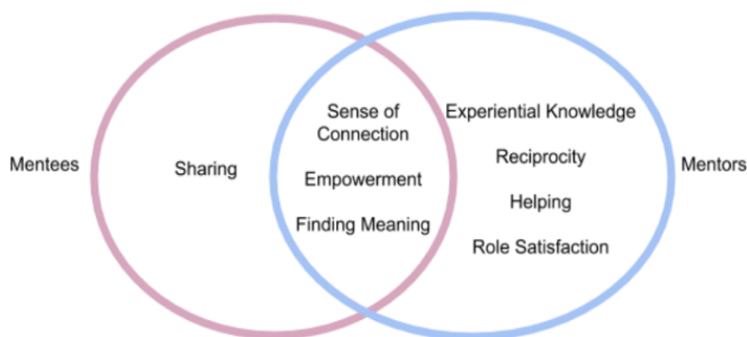 Mentees
Sharing
Sense of
Connection
Empowerment
Finding Meaning
Experiential Knowledge
Reciprocity
Helping
Role Satisfaction
Mentors